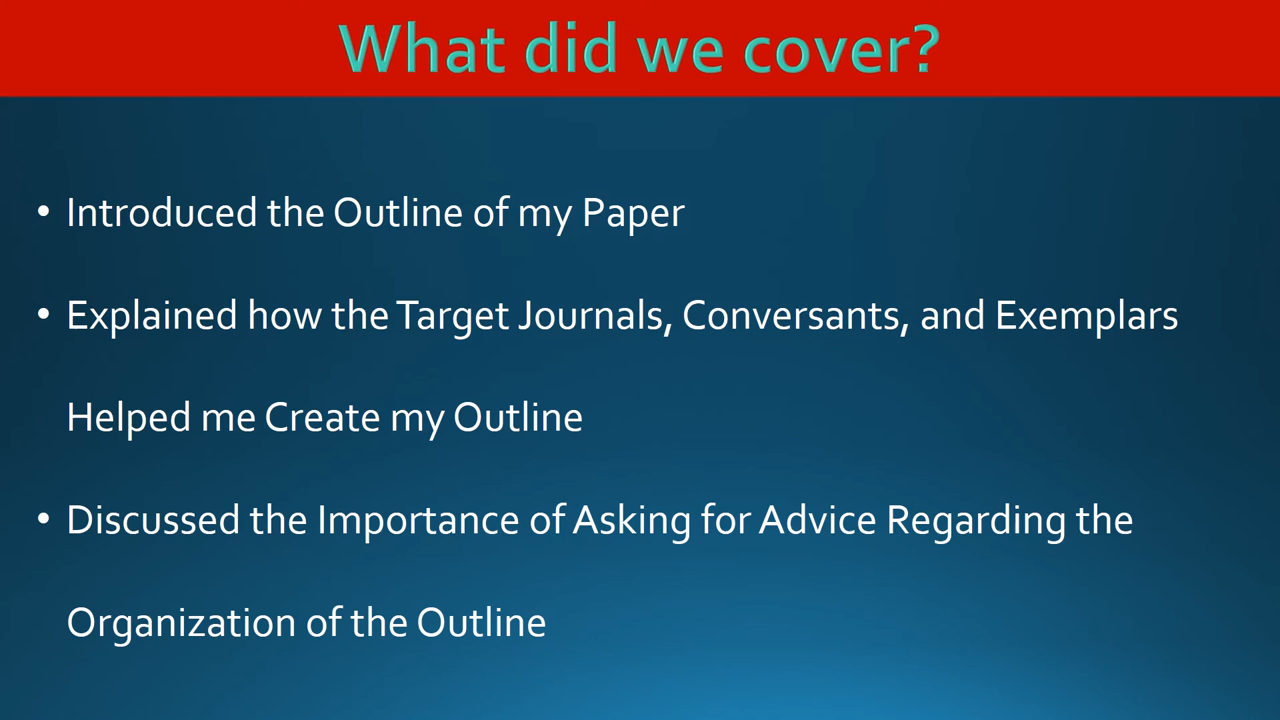 What did we cover?
• Introduced the Outline of my Paper
• Explained how the Target Journals, Conversants, and Exemplars
Helped me Create my Outline
• Discussed the Importance of Asking for Advice Regarding the
Organization of the Outline